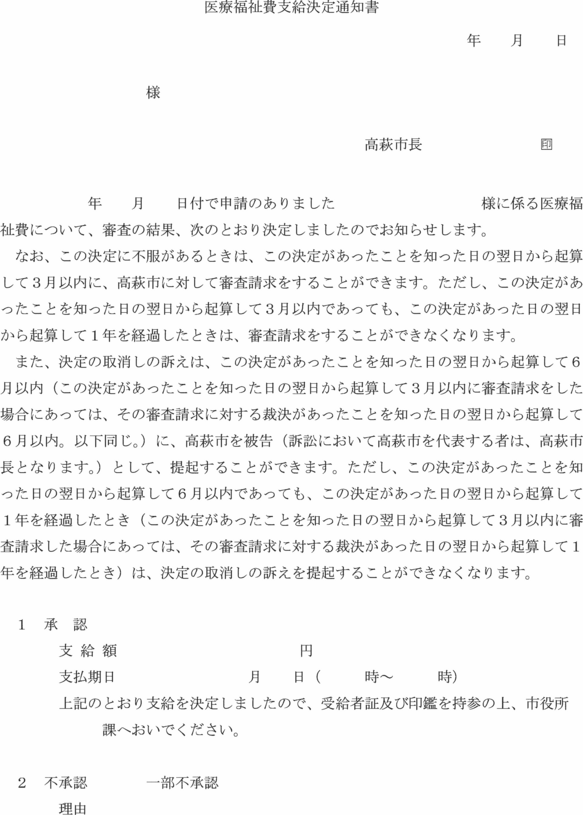 医療福祉費支給決定通知書
年　　月　　日
様
高萩市長　　　　　　　　印
年　　月　　日付で申請のありました　　　　　　　　　　様に係る医療福
祉費について、審査の結果、次のとおり決定しましたのでお知らせします。
なお、この決定に不服があるときは、この決定があったことを知った日の翌日から起算
して３月以内に、高萩市に対して審査請求をすることができます。ただし、この決定があ
ったことを知った日の翌日から起算して３月以内であっても、この決定があった日の翌日
から起算して１年を経過したときは、審査請求をすることができなくなります。
また、決定の取消しの訴えは、この決定があったことを知った日の翌日から起算して６
月以内（この決定があったことを知った日の翌日から起算して３月以内に審査請求をした
場合にあっては、その審査請求に対する裁決があったことを知った日の翌日から起算して
６月以内。以下同じ。）に、高萩市を被告（訴訟において高萩市を代表する者は、高萩市
長となります。）として、提起することができます。ただし、この決定があったことを知
った日の翌日から起算して６月以内であっても、この決定があった日の翌日から起算して
１年を経過したとき（この決定があったことを知った日の翌日から起算して３月以内に審
査請求した場合にあっては、その審査請求に対する裁決があった日の翌日から起算して１
年を経過したとき）は、決定の取消しの訴えを提起することができなくなります。
１　承　認
支 給 額　　　　　　　　　　　　円
支払期日　　　　　　　　　月　　日（　　　時～　　　時）
上記のとおり支給を決定しましたので、受給者証及び印鑑を持参の上、市役所
課へおいでください。
２　不承認　　　　一部不承認
理由